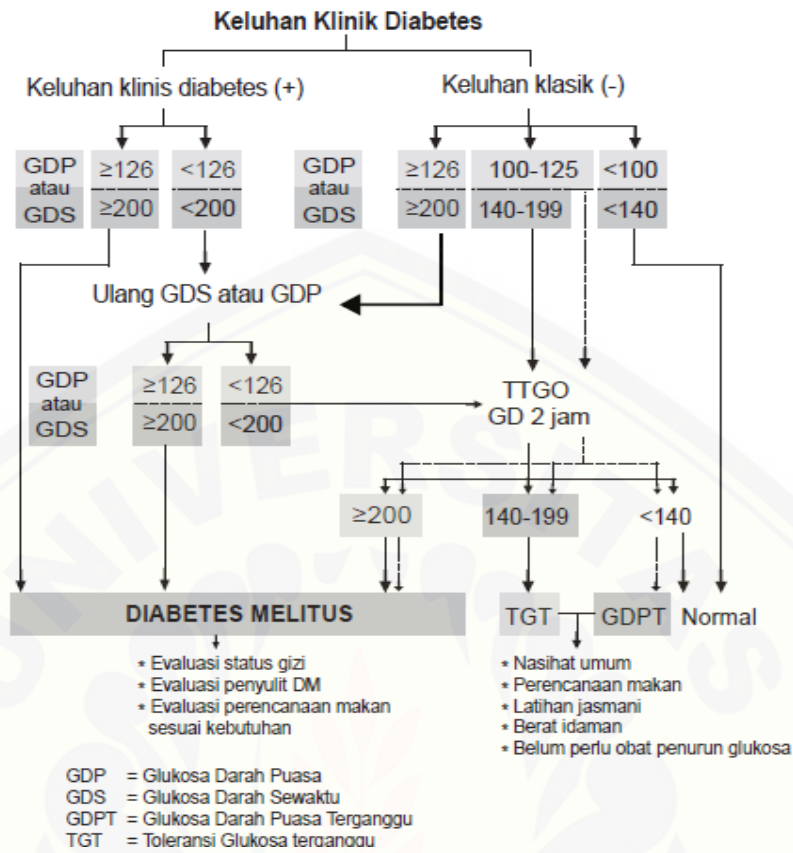 Keluhan Klinik Diabetes
Keluhan klinis diabetes (+)
Keluhan klasik (-)
GDP
atau
GDS
≥126
<126
≥200
<200
GDP
atau
GDS
≥126
100-125
<100
≥200
140-199
<140
Ulang GDS atau GDP
GDP
atau
GDS
≥126
<126
≥200
<200
TTGO
GD 2 jam
≥200
140-199
<140
DIABETES MELITUS
TGT
GDPT
Normal
* Evaluasi status gizi
* Evaluasi penyulit DM
* Evaluasi perencanaan makan
sesuai kebutuhan
* Nasihat umum
* Perencanaan makan
* Latihan jasmani
* Berat idaman
* Belum perlu obat penurun glukosa
GDP = Glukosa Darah Puasa
GDS = Glukosa Darah Sewaktu
GDPT = Glukosa Darah Puasa Terganggu
TGT = Toleransi Glukosa terganggu
UNIVERSITAS